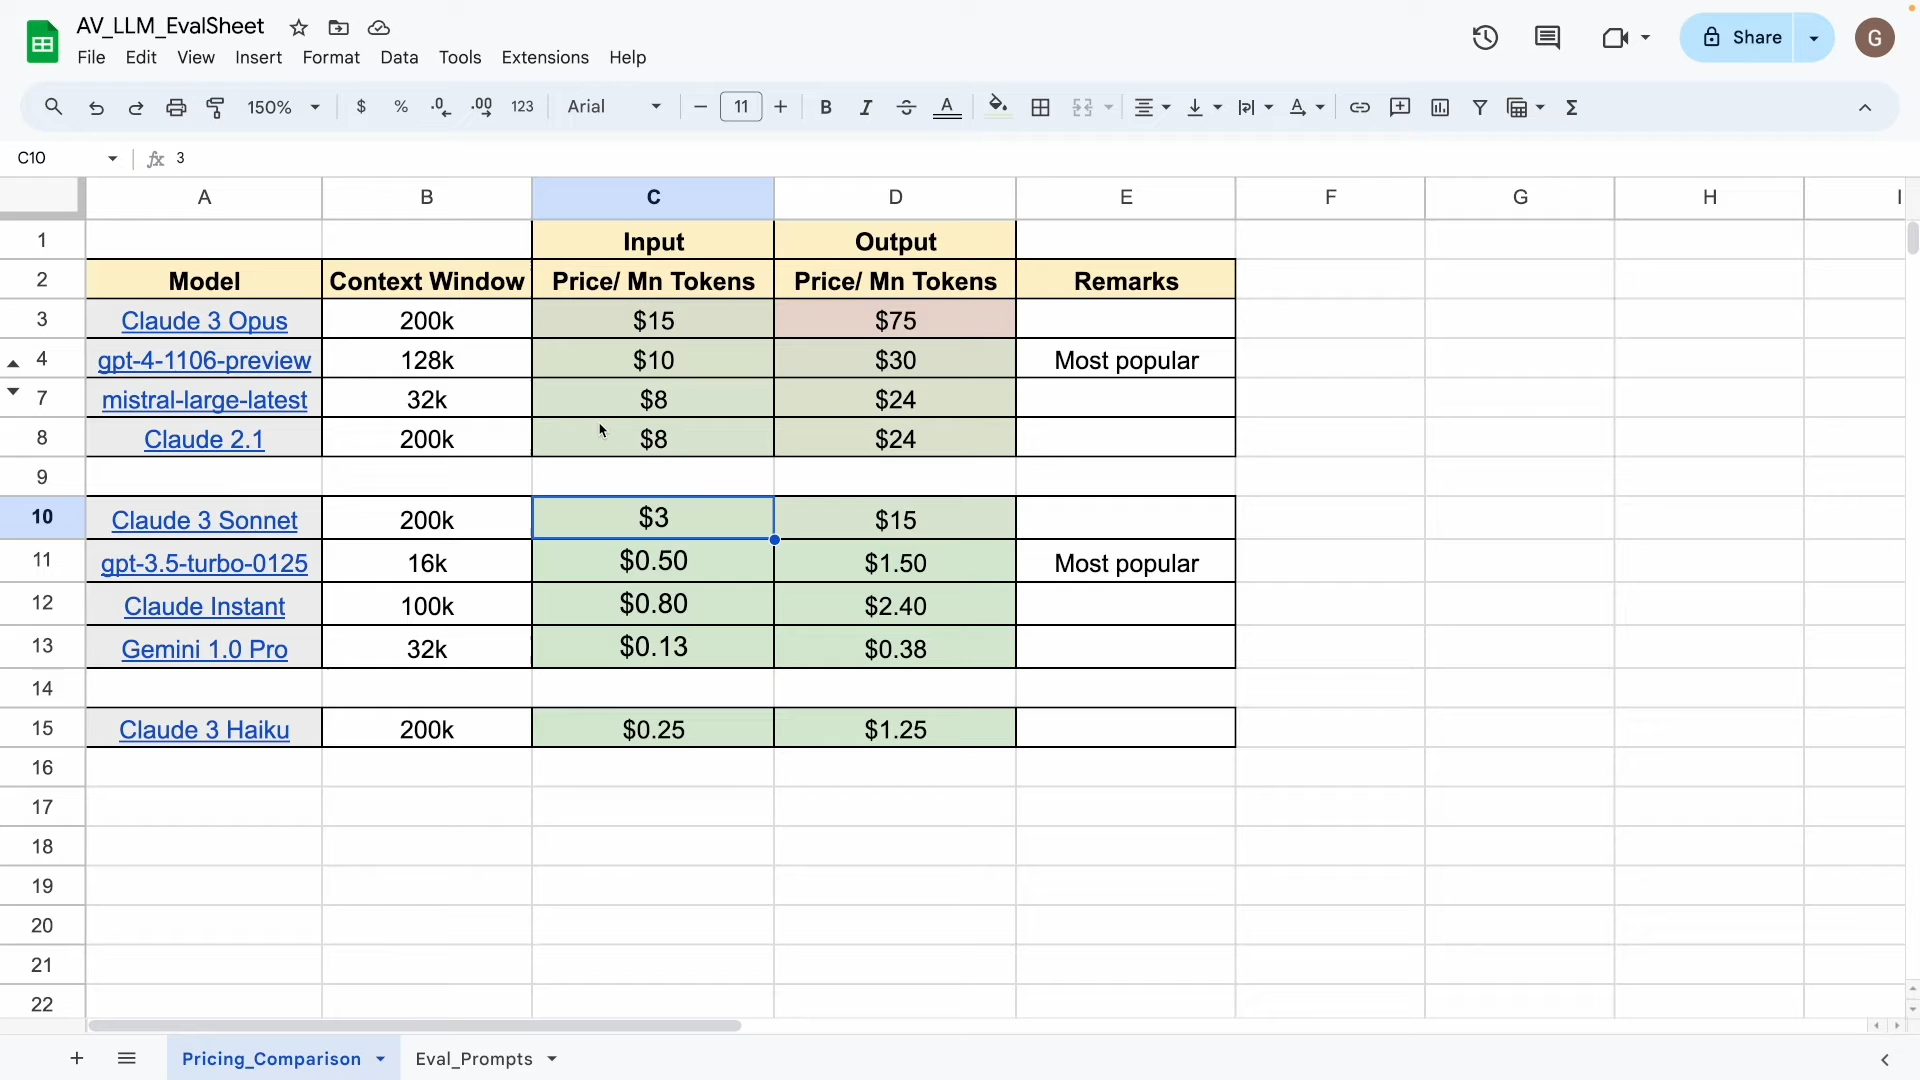 AV_LLM_EvalSheet
File Edit View Insert Format Data Tools Extensions Help
Share
G
150% $ % .0 .00 123 Arial 11 B I A
C10 fx 3
A B C D E F G H I
1 Input Output
2 Model Context Window Price/ Mn Tokens Price/ Mn Tokens Remarks
3 Claude 3 Opus 200k $15 $75
4 gpt-4-1106-preview 128k $10 $30 Most popular
7 mistral-large-latest 32k $8 $24
8 Claude 2.1 200k $8 $24
9
10 Claude 3 Sonnet 200k $3 $15
11 gpt-3.5-turbo-0125 16k $0.50 $1.50 Most popular
12 Claude Instant 100k $0.80 $2.40
13 Gemini 1.0 Pro 32k $0.13 $0.38
14
15 Claude 3 Haiku 200k $0.25 $1.25
16
17
18
19
20
21
22
Pricing_Comparison Eval_Prompts